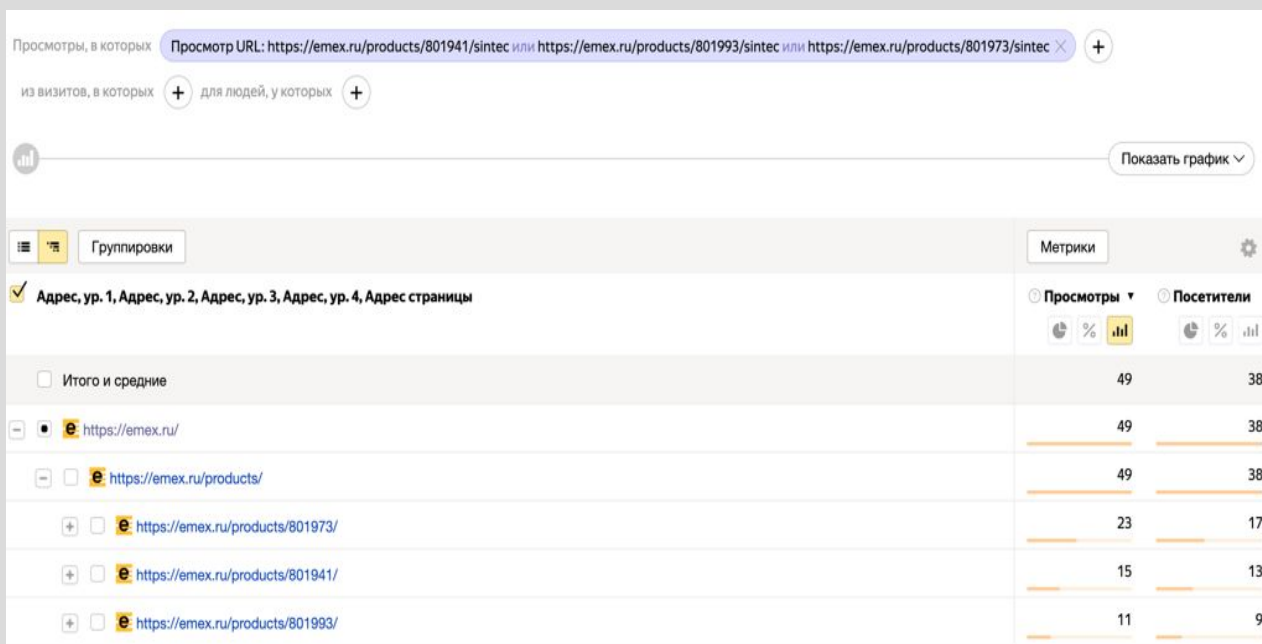 Просмотры, в которых Просмотр URL: https://emex.ru/products/801941/sintec или https://emex.ru/products/801993/sintec или https://emex.ru/products/801973/sintec
из визитов, в которых + для людей, у которых +
Показать график
Группировки Метрики
Адрес, ур. 1, Адрес, ур. 2, Адрес, ур. 3, Адрес, ур. 4, Адрес страницы Просмотры ▼ Посетители
% %
Итого и средние 49 38
https://emex.ru/ 49 38
https://emex.ru/products/ 49 38
https://emex.ru/products/801973/ 23 17
https://emex.ru/products/801941/ 15 13
https://emex.ru/products/801993/ 11 9